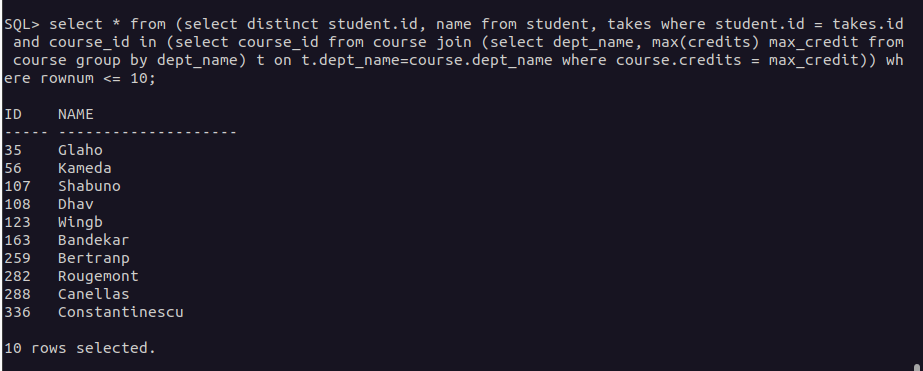 SQL> select * from (select distinct student.id, name from student, takes where student.id = takes.id
 and course_id in (select course_id from course join (select dept_name, max(credits) max_credit from
 course group by dept_name) t on t.dept_name=course.dept_name where course.credits = max_credit)) wh
ere rownum <= 10;

ID    NAME
----- --------------------
35    Glaho
56    Kameda
107   Shabuno
108   Dhav
123   Wingb
163   Bandekar
259   Bertranp
282   Rougemont
288   Canellas
336   Constantinescu

10 rows selected.